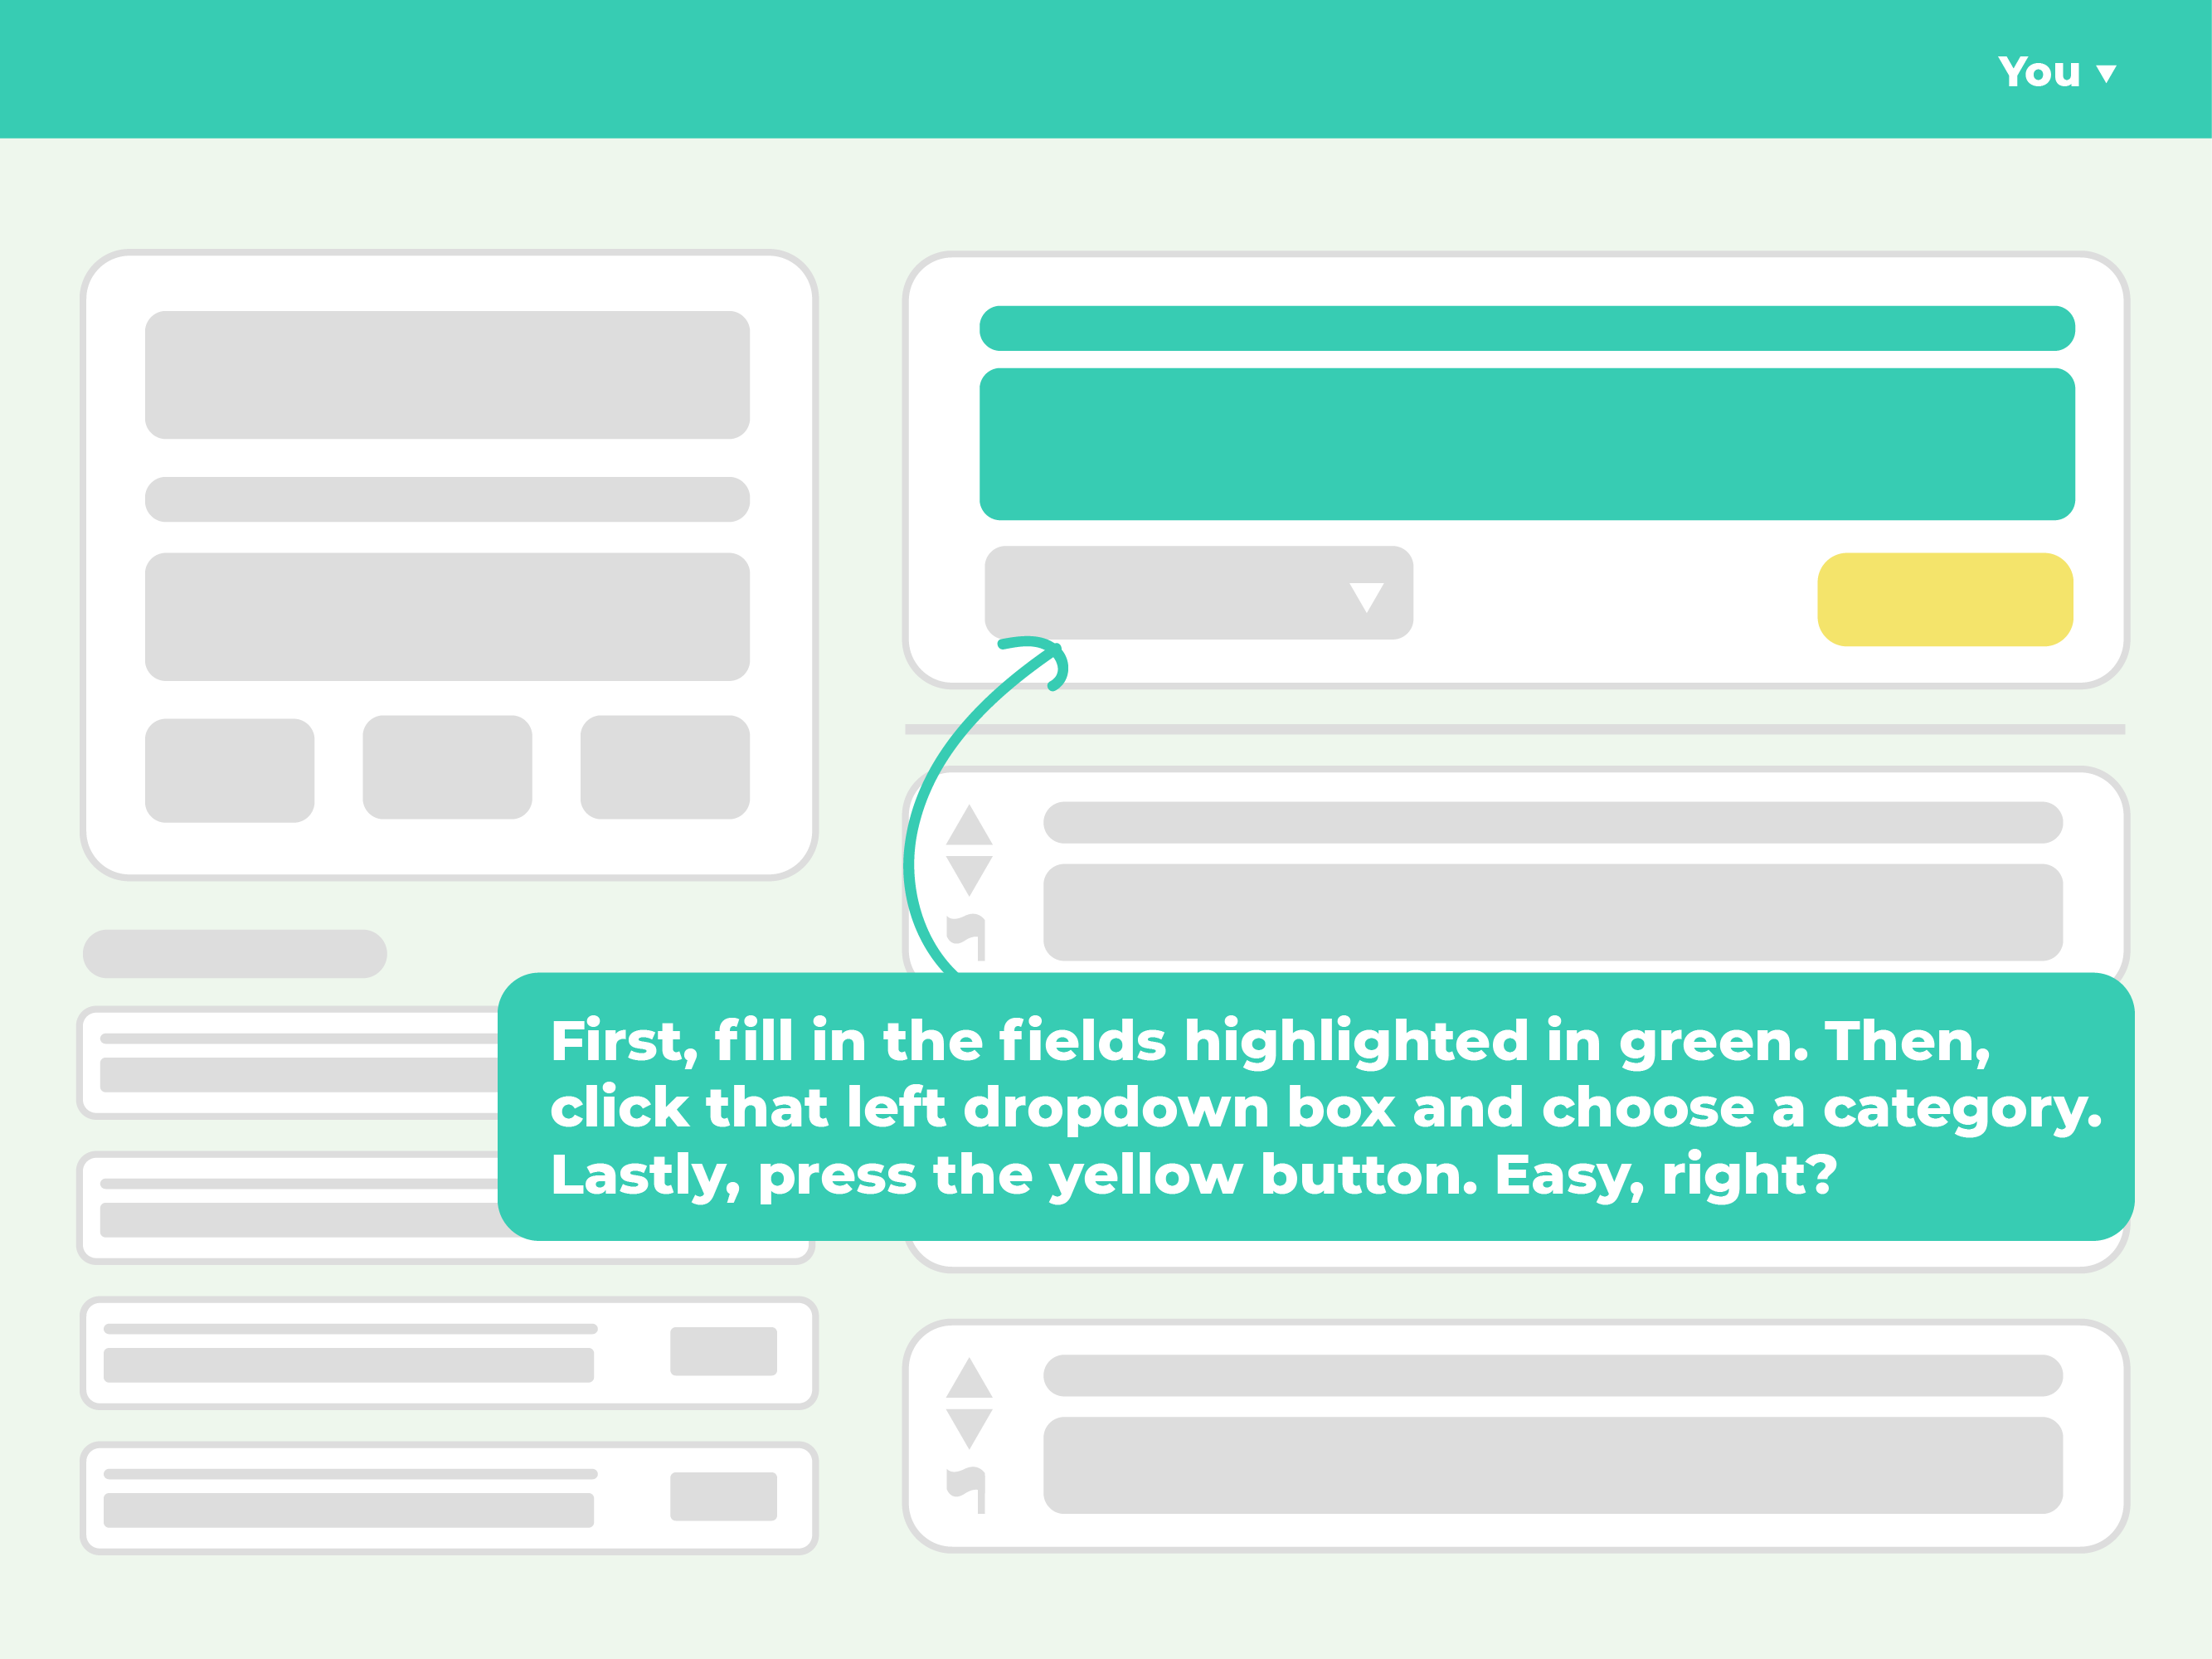 You
First, fill in the fields highlighted in green. Then,
click that left dropdown box and choose a category.
Lastly, press the yellow button. Easy, right?